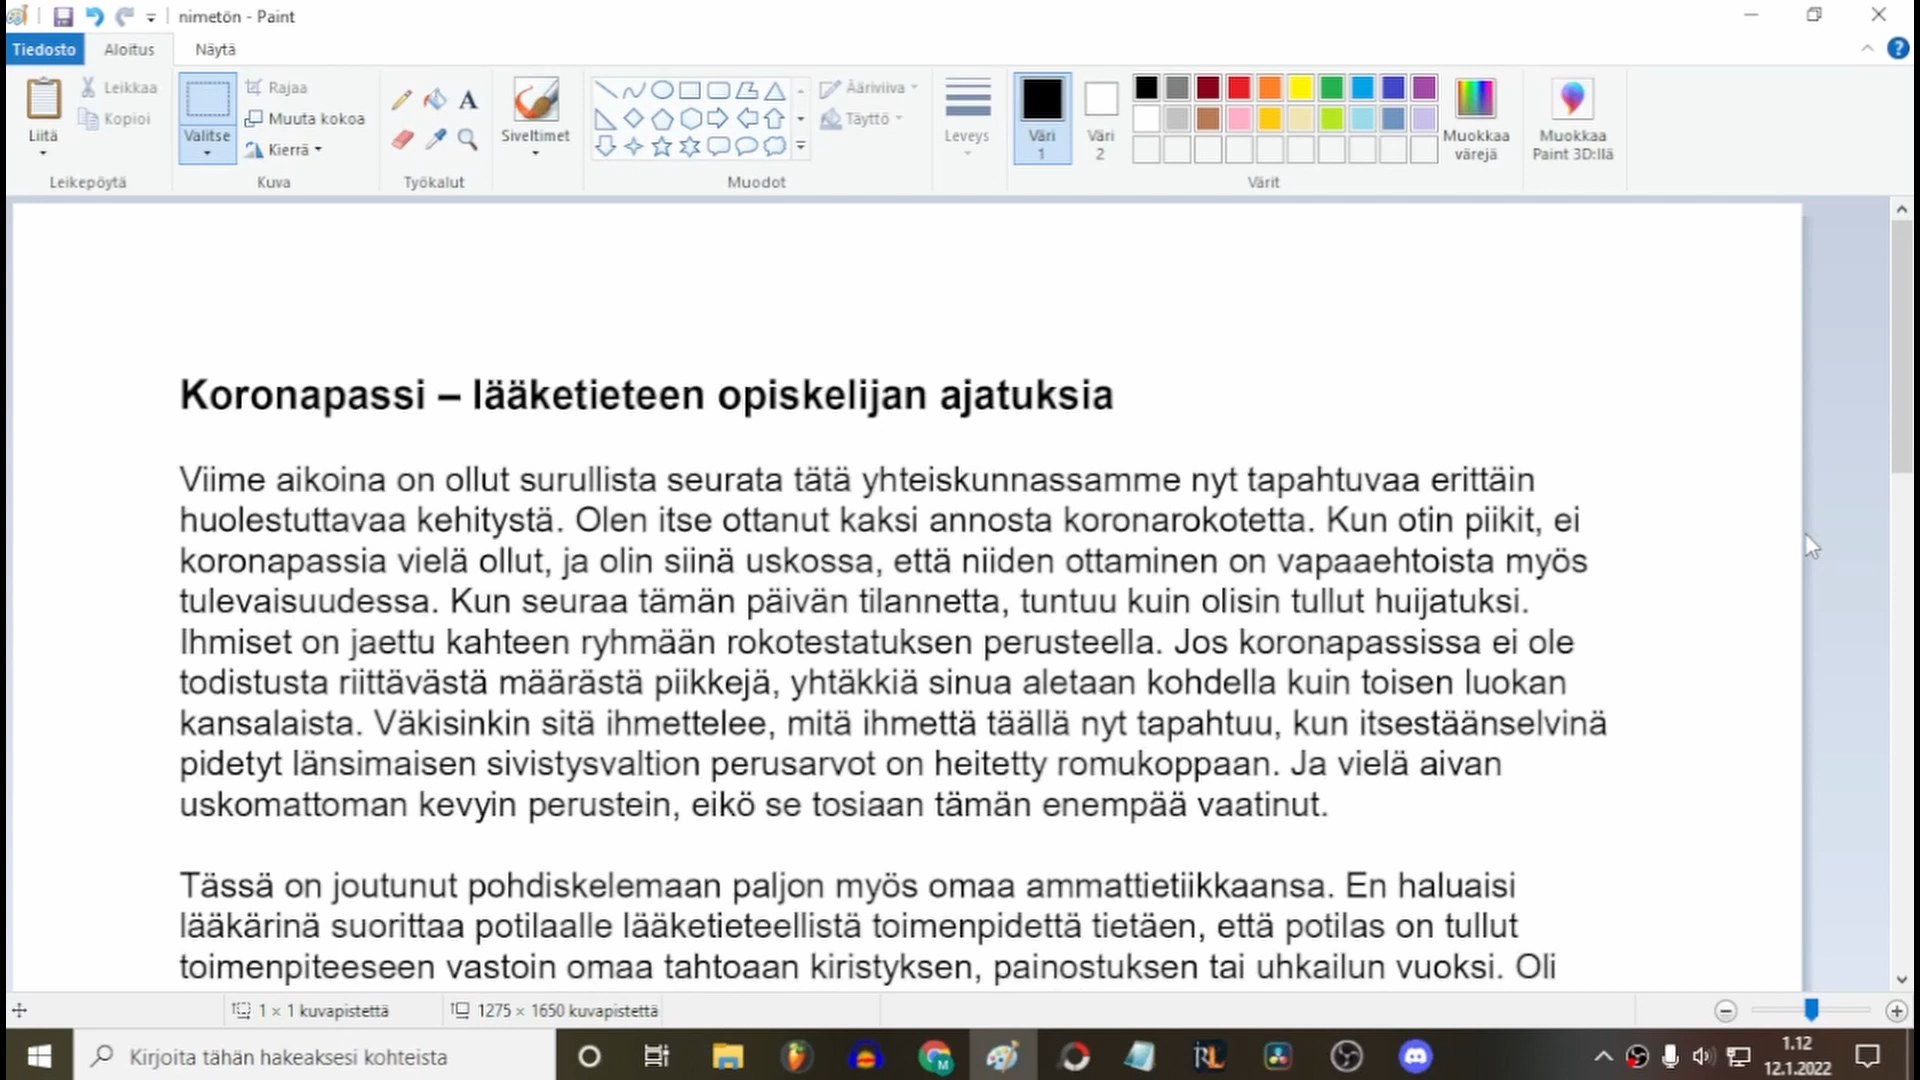 nimetön - Paint
Tiedosto Aloitus Näytä
Liitä
Leikkaa
Kopioi
Leikepöytä
Valitse
Rajaa
Muuta kokoa
Kierrä
Kuva
Työkalut
Siveltimet
Muodot
Ääriviiva
Täyttö
Leveys
Väri 1
Väri 2
Värit
Muokkaa värejä
Muokkaa Paint 3D:llä
Koronapassi – lääketieteen opiskelijan ajatuksia
Viime aikoina on ollut surullista seurata tätä yhteiskunnassamme nyt tapahtuvaa erittäin
huolestuttavaa kehitystä. Olen itse ottanut kaksi annosta koronarokotetta. Kun otin piikit, ei
koronapassia vielä ollut, ja olin siinä uskossa, että niiden ottaminen on vapaaehtoista myös
tulevaisuudessa. Kun seuraa tämän päivän tilannetta, tuntuu kuin olisin tullut huijatuksi.
Ihmiset on jaettu kahteen ryhmään rokotestatuksen perusteella. Jos koronapassissa ei ole
todistusta riittävästä määrästä piikkejä, yhtäkkiä sinua aletaan kohdella kuin toisen luokan
kansalaista. Väkisinkin sitä ihmettelee, mitä ihmettä täällä nyt tapahtuu, kun itsestäänselvinä
pidetyt länsimaisen sivistysvaltion perusarvot on heitetty romukoppaan. Ja vielä aivan
uskomattoman kevyin perustein, eikö se tosiaan tämän enempää vaatinut.
Tässä on joutunut pohdiskelemaan paljon myös omaa ammattietiikkaansa. En haluaisi
lääkärinä suorittaa potilaalle lääketieteellistä toimenpidettä tietäen, että potilas on tullut
toimenpiteeseen vastoin omaa tahtoaan kiristyksen, painostuksen tai uhkailun vuoksi. Oli
1 × 1 kuvapistettä
1275 × 1650 kuvapistettä
Kirjoita tähän hakeaksesi kohteista
M
RL
1.12
12.1.2022